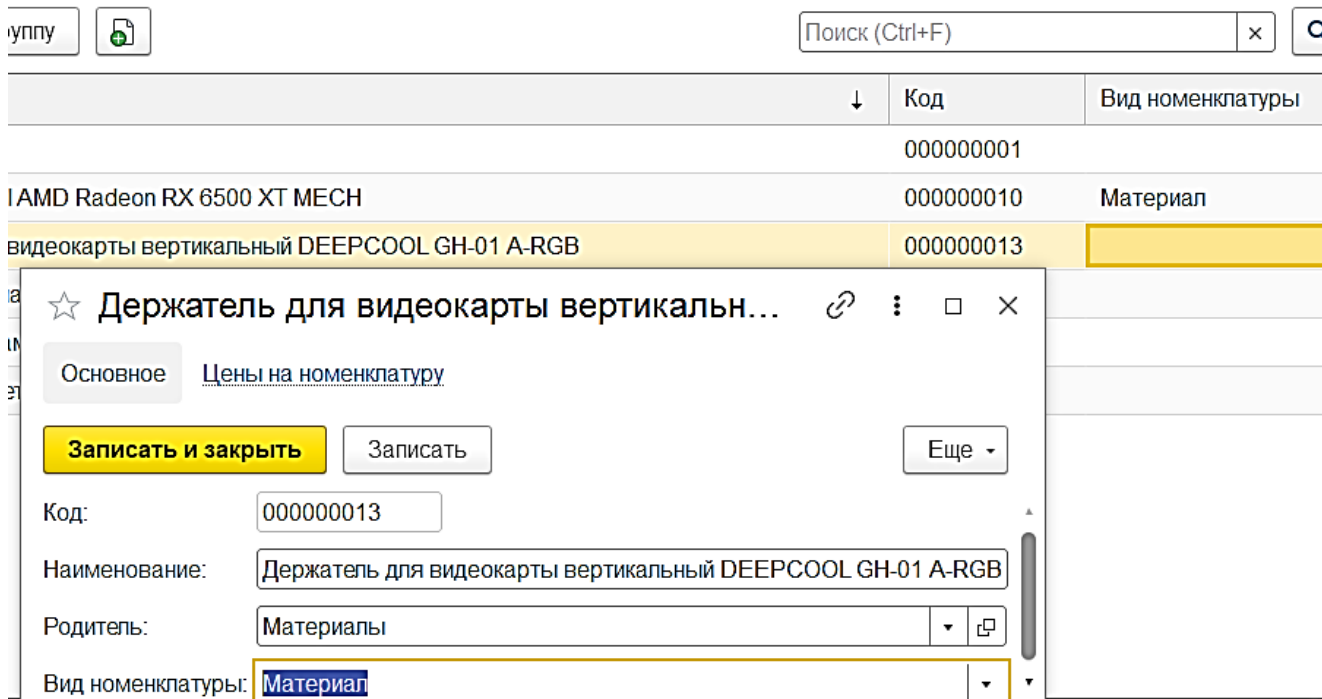 Поиск (Ctrl+F)
Код Вид номенклатуры
000000001
AMD Radeon RX 6500 XT MECH 000000010 Материал
видеокарты вертикальный DEEPCOOL GH-01 A-RGB 000000013
Держатель для видеокарты вертикальн...
Основное Цены на номенклатуру
Записать и закрыть Записать Еще
Код: 000000013
Наименование: Держатель для видеокарты вертикальный DEEPCOOL GH-01 A-RGB
Родитель: Материалы
Вид номенклатуры: Материал